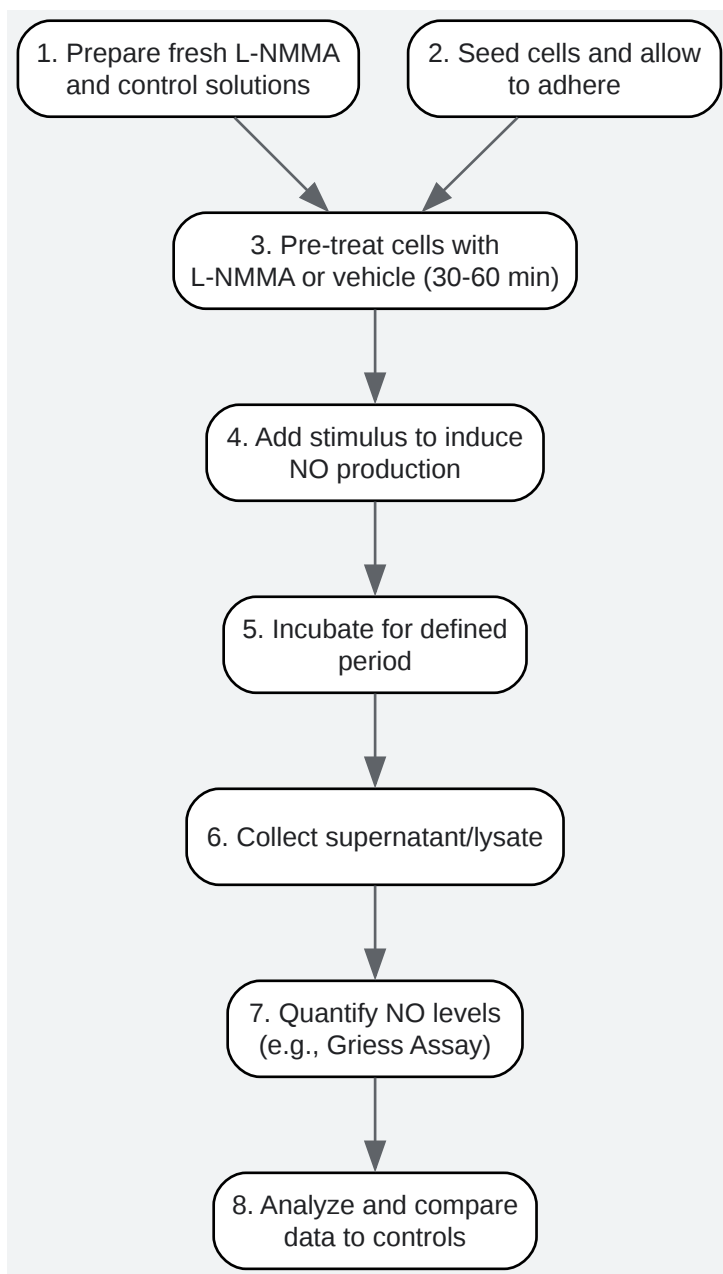 1. Prepare fresh L-NMMA
and control solutions
2. Seed cells and allow
to adhere
3. Pre-treat cells with
L-NMMA or vehicle (30-60 min)
4. Add stimulus to induce
NO production
5. Incubate for defined
period
6. Collect supernatant/lysate
7. Quantify NO levels
(e.g., Griess Assay)
8. Analyze and compare
data to controls